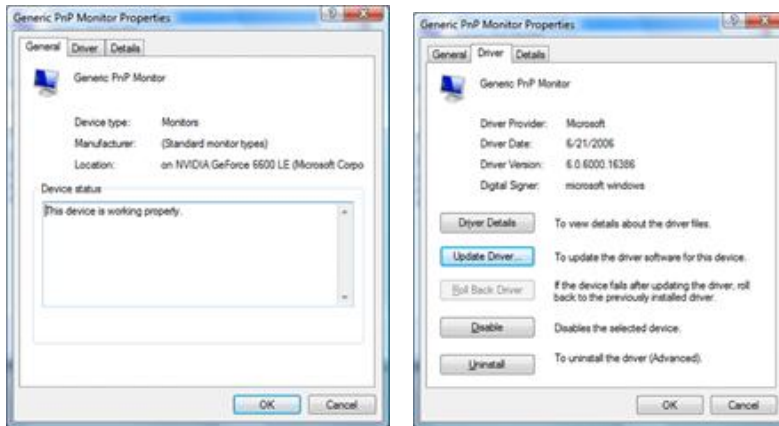 Generic PnP Monitor Properties
General Driver Details
Generic PnP Monitor
Device type: Monitors
Manufacturer: (Standard monitor types)
Location: on NVIDIA GeForce 6600 LE (Microsoft Corpo
Device status
This device is working properly.
OK Cancel
Generic PnP Monitor Properties
General Driver Details
Generic PnP Monitor
Driver Provider: Microsoft
Driver Date: 6/21/2006
Driver Version: 6.0.6000.16386
Digital Signer: microsoft windows
Driver Details To view details about the driver files.
Update Driver... To update the driver software for this device.
Roll Back Driver If the device fails after updating the driver, roll
back to the previously installed driver.
Disable Disables the selected device.
Uninstall To uninstall the driver (Advanced).
OK Cancel